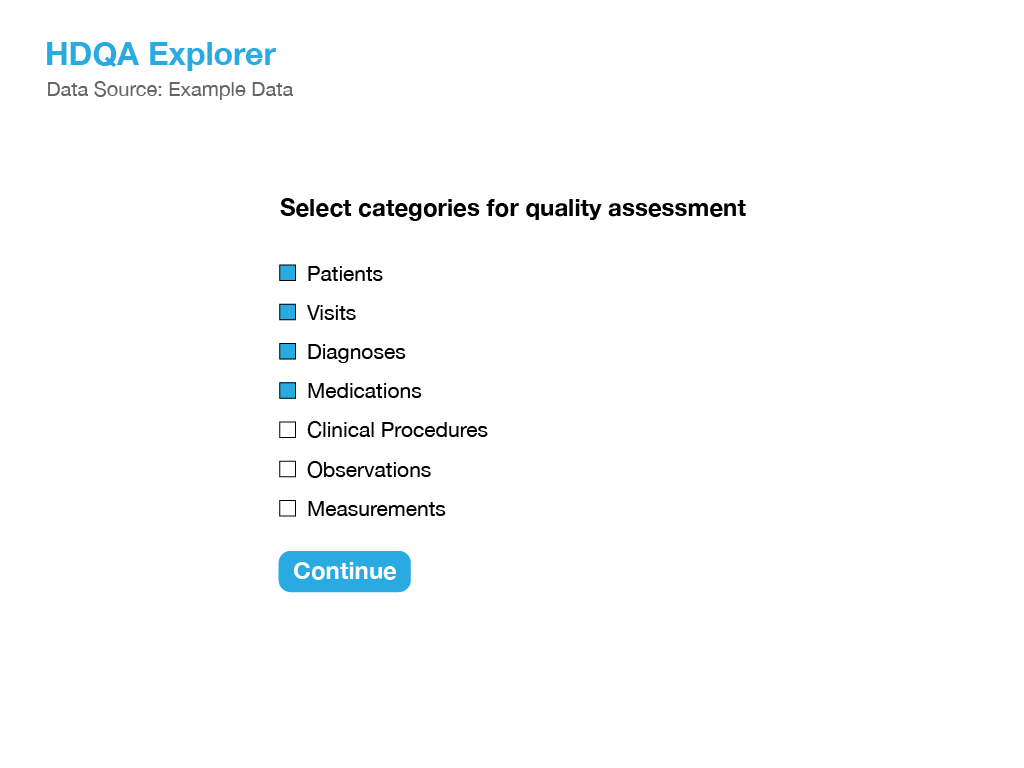 HDQA Explorer
Data Source: Example Data
Select categories for quality assessment
Patients
Visits
Diagnoses
Medications
Clinical Procedures
Observations
Measurements
Continue